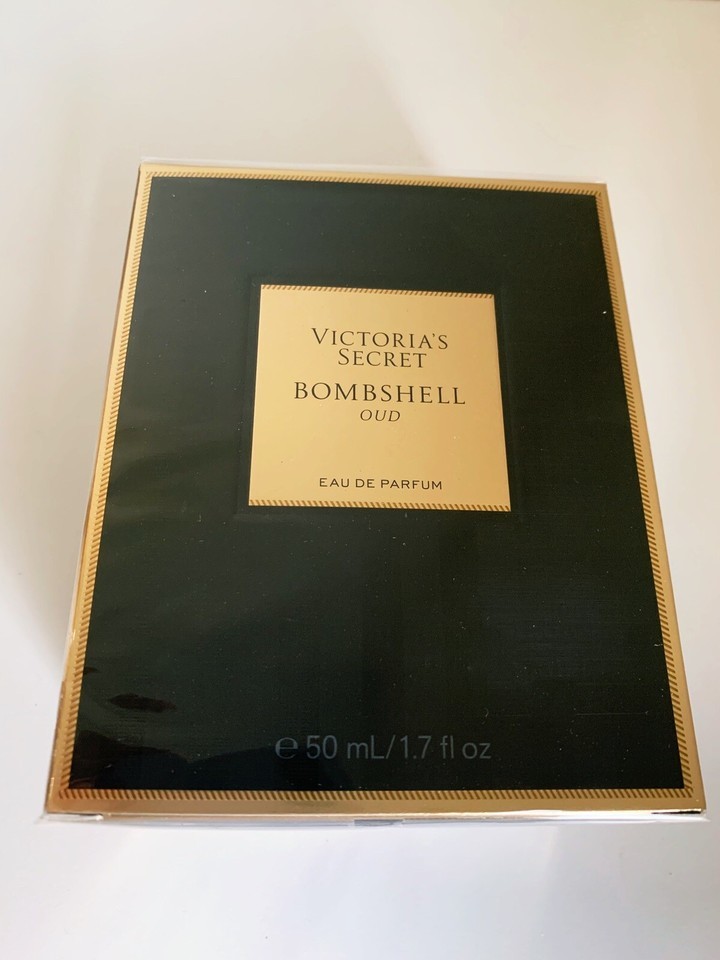 VICTORIA'S
SECRET
BOMBSHELL
OUD
EAU DE PARFUM
℮ 50 mL/1.7 fl oz